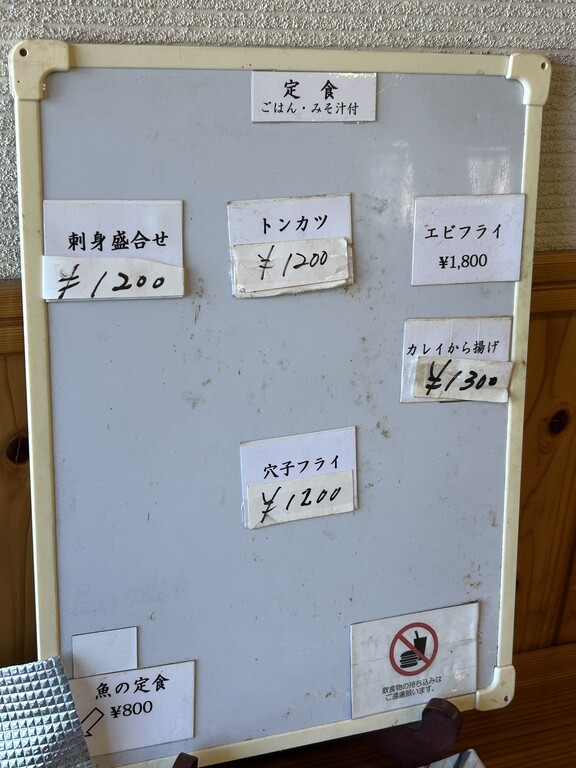 定食
ごはん・みそ汁付
刺身盛合せ
¥1200
トンカツ
¥1200
エビフライ
¥1,800
カレイから揚げ
¥1300
穴子フライ
¥1200
魚の定食
¥800
飲食物の持ち込みは
ご遠慮願います。